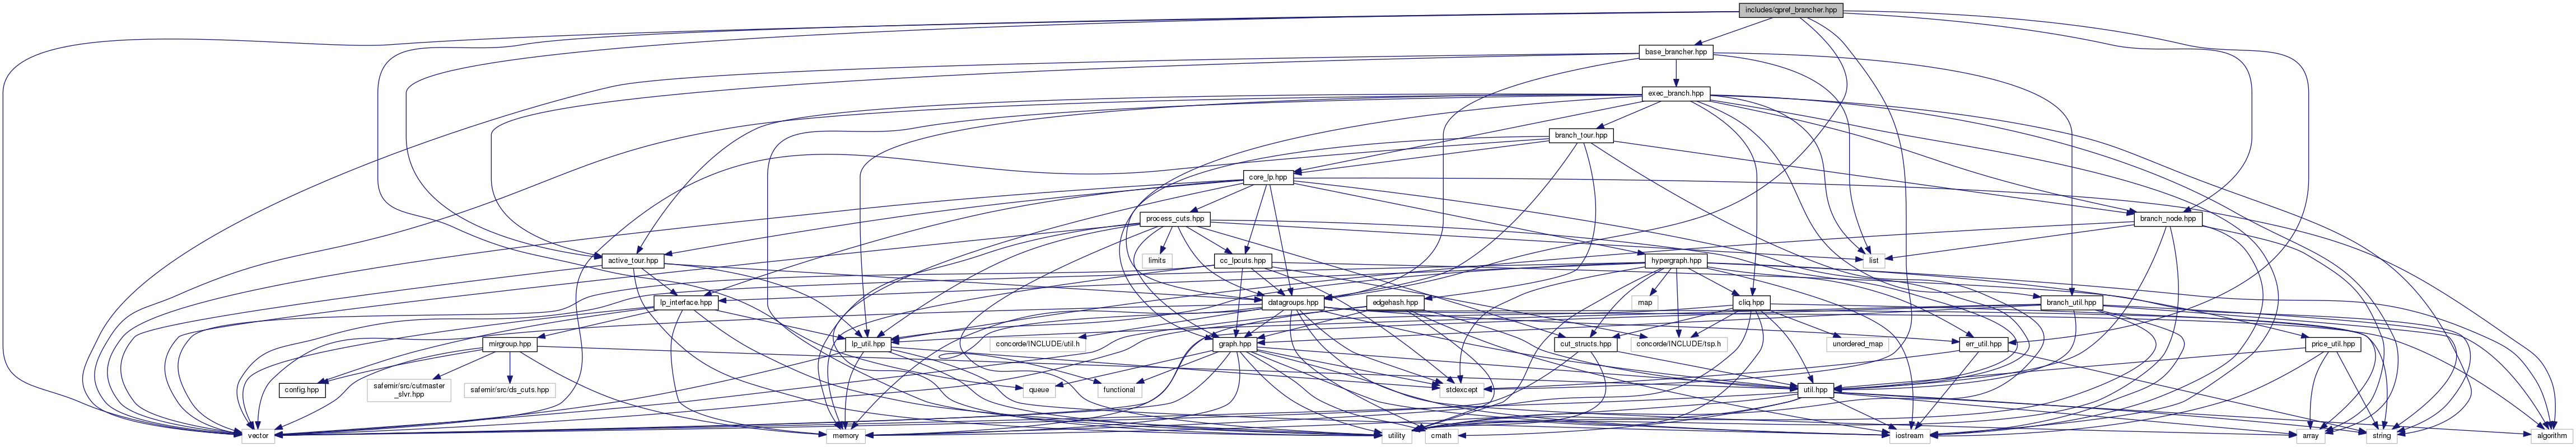 includes/qpref_brancher.hpp
base_brancher.hpp
exec_branch.hpp
branch_tour.hpp
core_lp.hpp
process_cuts.hpp
branch_node.hpp
active_tour.hpp
limits
cc_lpcuts.hpp
hypergraph.hpp
list
lp_interface.hpp
datagroups.hpp
edgehash.hpp
map
cliq.hpp
branch_util.hpp
mirgroup.hpp
concorde/INCLUDE/util.h
lp_util.hpp
graph.hpp
cut_structs.hpp
concorde/INCLUDE/tsp.h
unordered_map
err_util.hpp
price_util.hpp
config.hpp
safemir/src/cutmaster
_slvr.hpp
safemir/src/ds_cuts.hpp
queue
functional
stdexcept
util.hpp
vector
memory
utility
cmath
iostream
array
string
algorithm